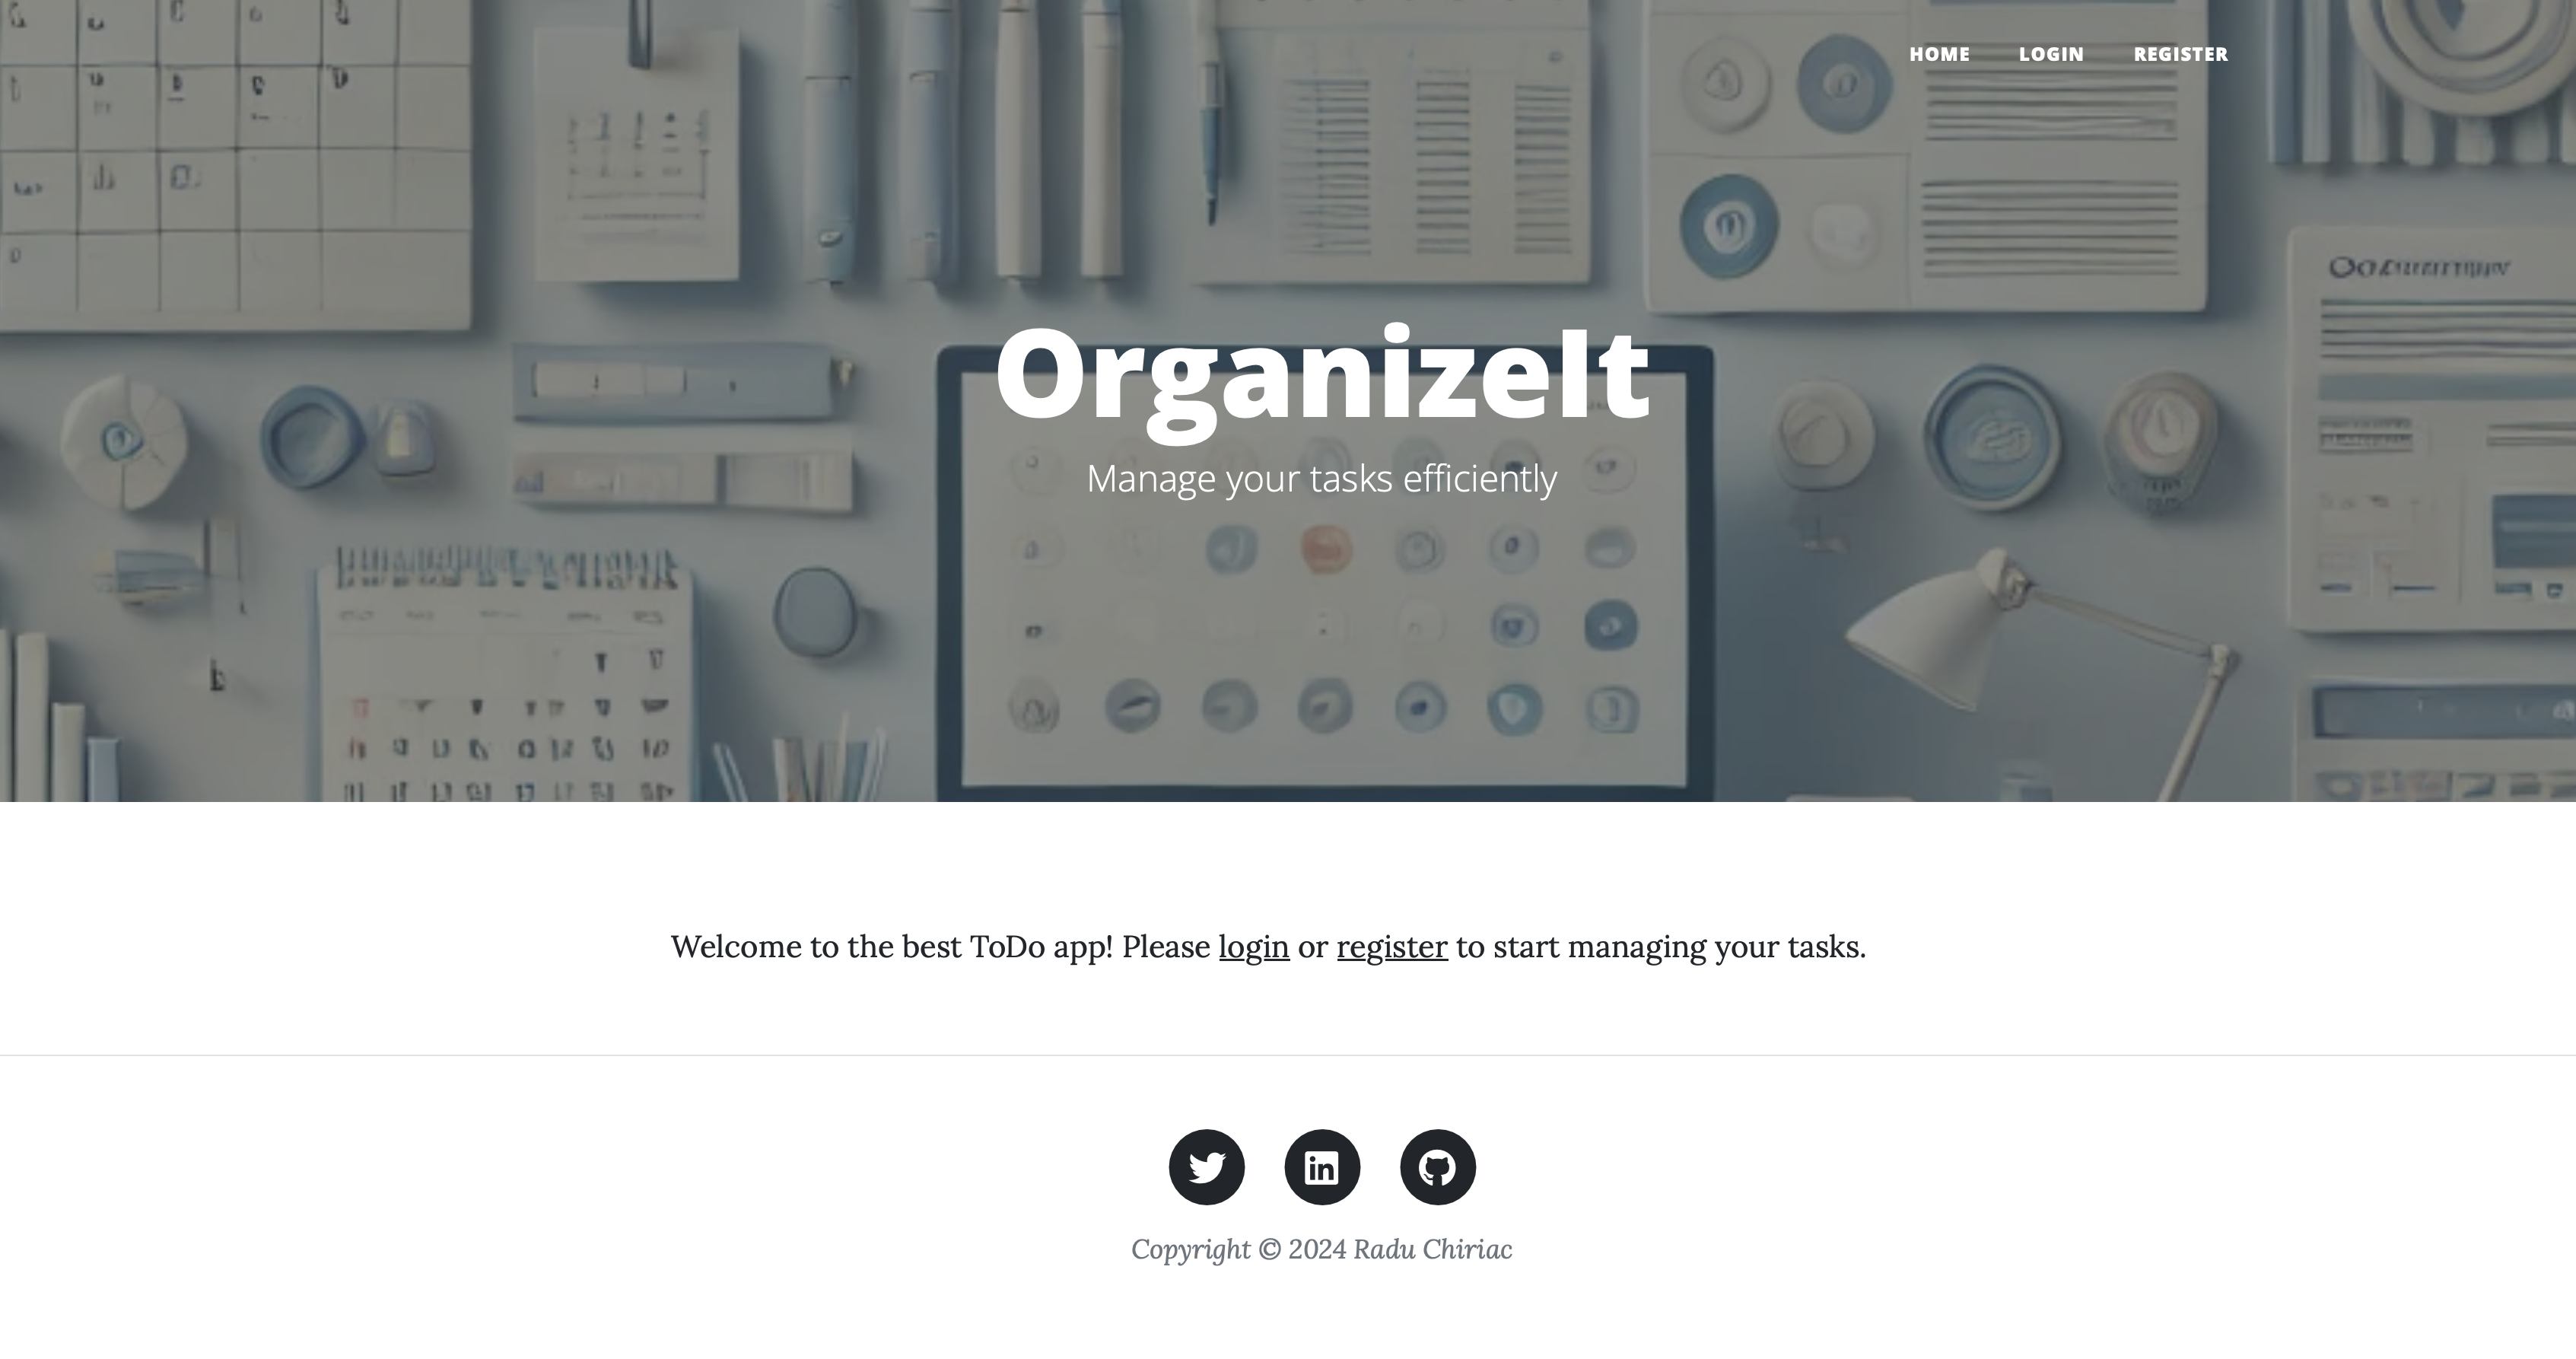 HOME LOGIN REGISTER
OrganizeIt
Manage your tasks efficiently
Welcome to the best ToDo app! Please login or register to start managing your tasks.
in
Copyright © 2024 Radu Chiriac